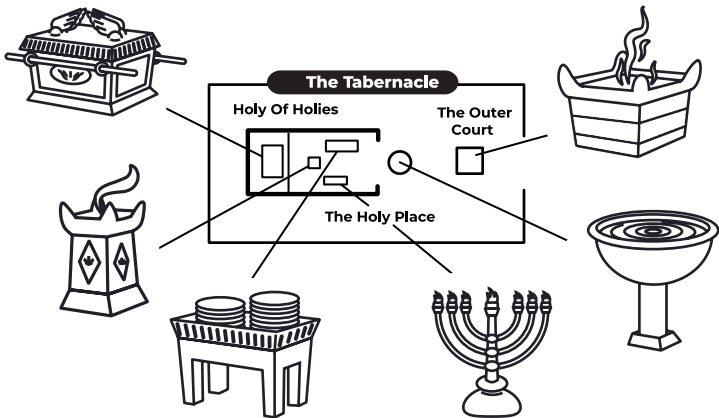 The Tabernacle
Holy Of Holies
The Outer
Court
The Holy Place